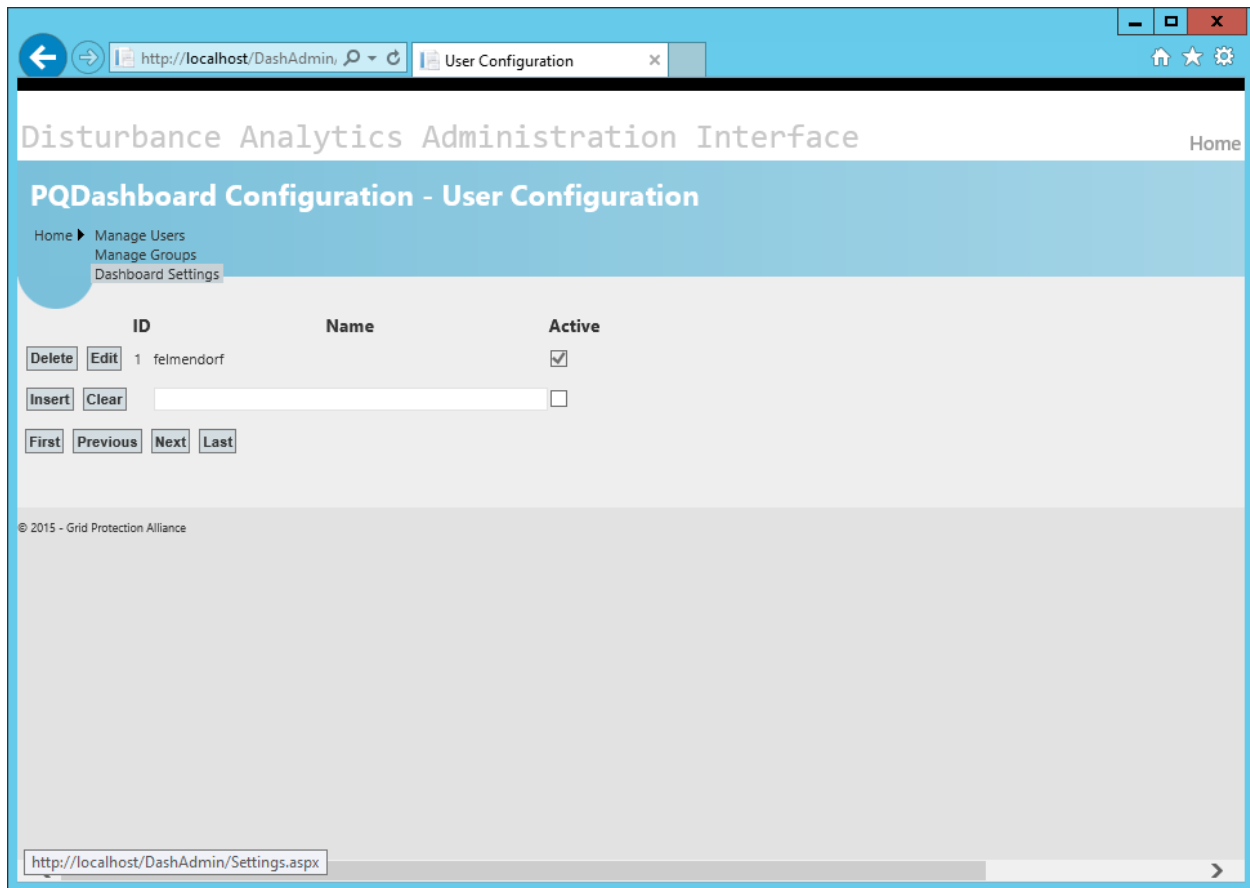 http://localhost/DashAdmin/
User Configuration
Disturbance Analytics Administration Interface
Home
PQDashboard Configuration - User Configuration
Home Manage Users
Manage Groups
Dashboard Settings
ID Name Active
Delete Edit 1 felmendorf
Insert Clear
First Previous Next Last
© 2015 - Grid Protection Alliance
http://localhost/DashAdmin/Settings.aspx